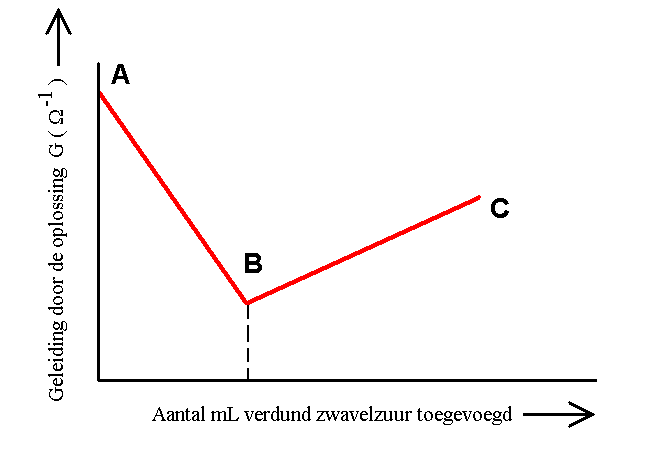 Geleiding door de oplossing G ( Ω⁻¹ )
A
B
C
Aantal mL verdund zwavelzuur toegevoegd